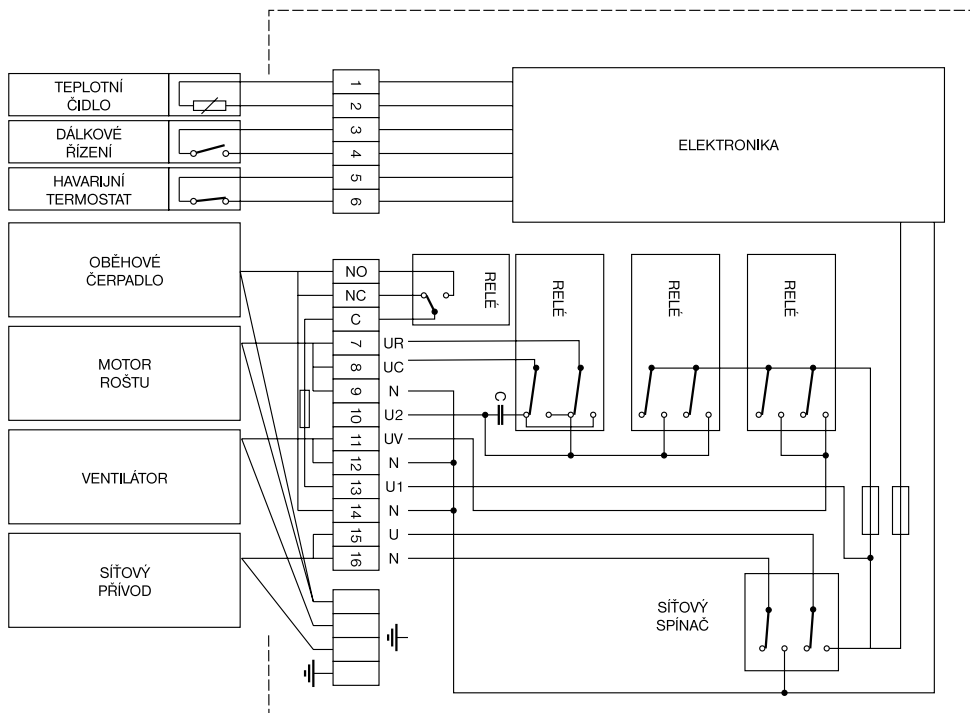 TEPLOTNÍ
ČIDLO
DÁLKOVÉ
ŘÍZENÍ
HAVARIJNÍ
TERMOSTAT
OBĚHOVÉ
ČERPADLO
MOTOR
ROŠTU
VENTILÁTOR
SÍŤOVÝ
PŘÍVOD
1
2
3
4
5
6
ELEKTRONIKA
NO
NC
C
7 UR
8 UC
9 N
10 U2
11 UV
12 N
13 U1
14 N
15 U
16 N
RELÉ
RELÉ
RELÉ
RELÉ
C
SÍŤOVÝ
SPÍNAČ